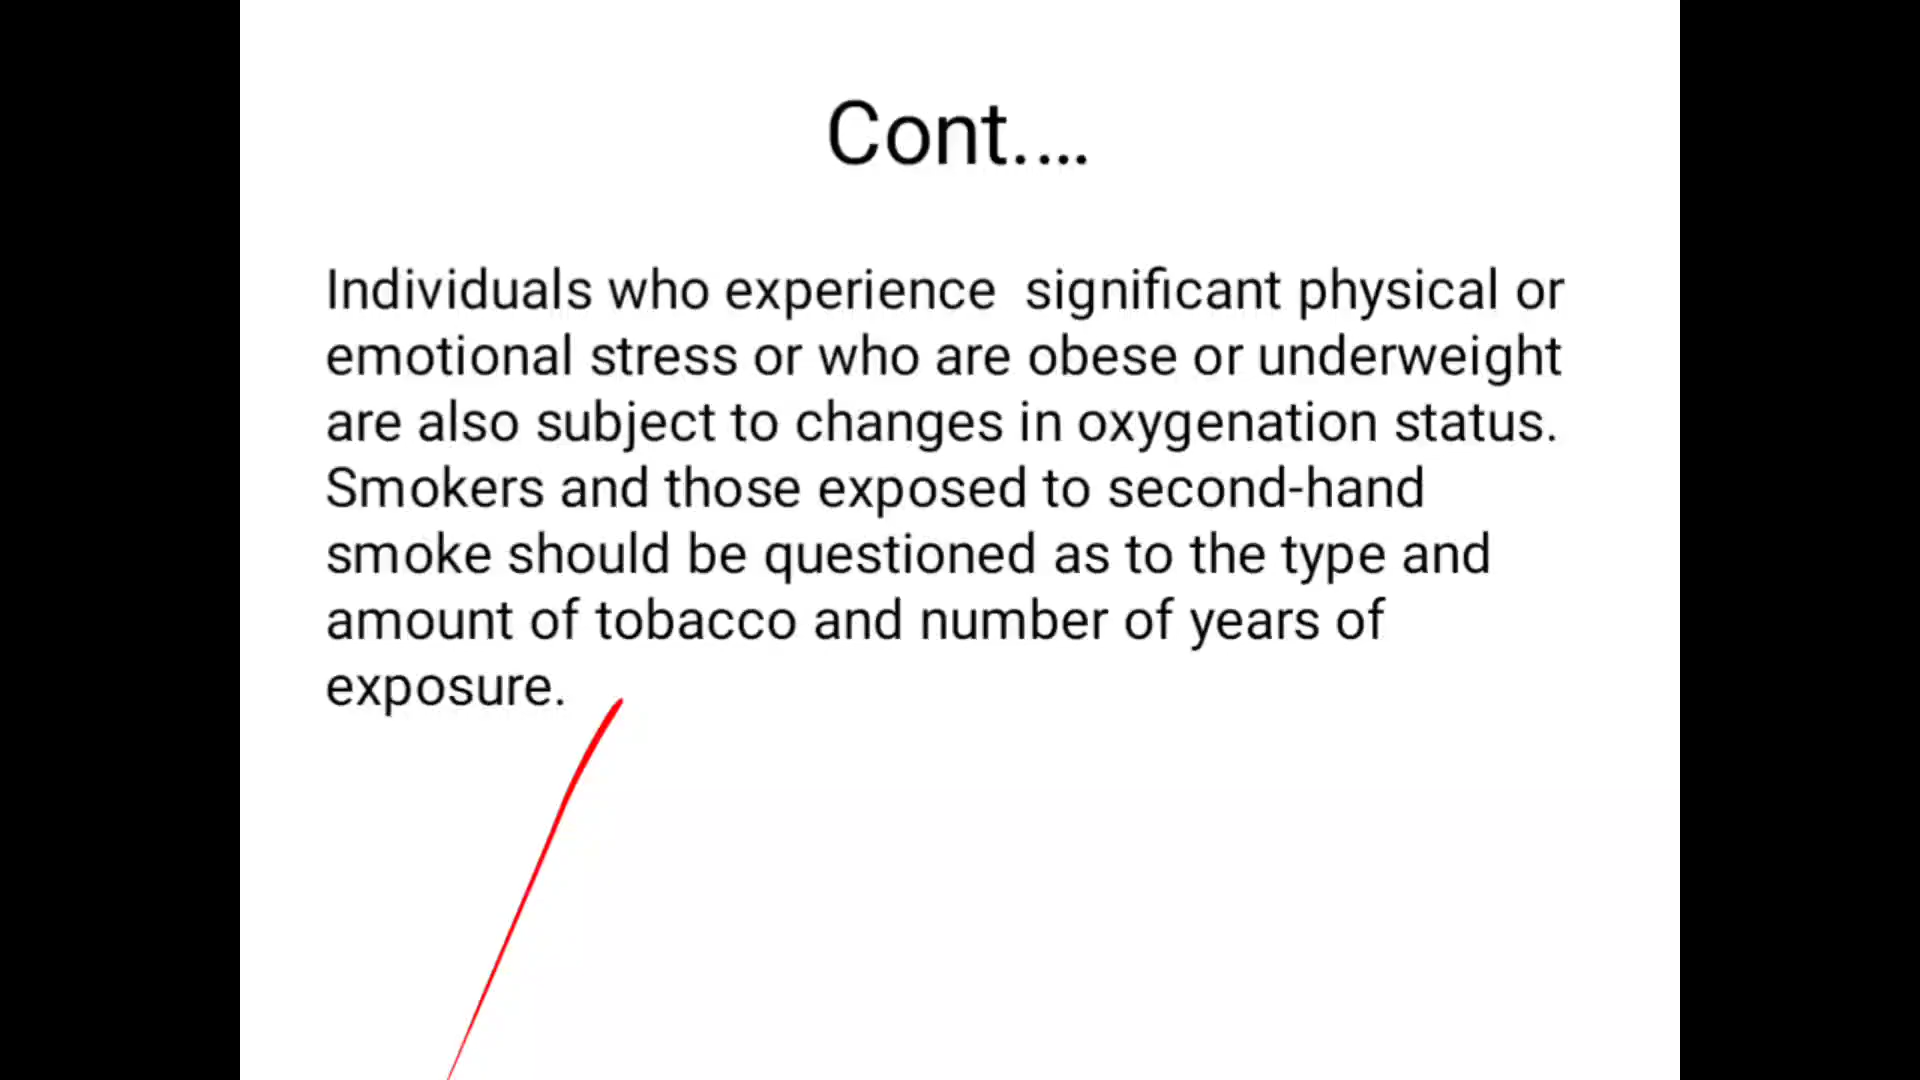 Cont.…
Individuals who experience  significant physical or
emotional stress or who are obese or underweight
are also subject to changes in oxygenation status.
Smokers and those exposed to second-hand
smoke should be questioned as to the type and
amount of tobacco and number of years of
exposure.